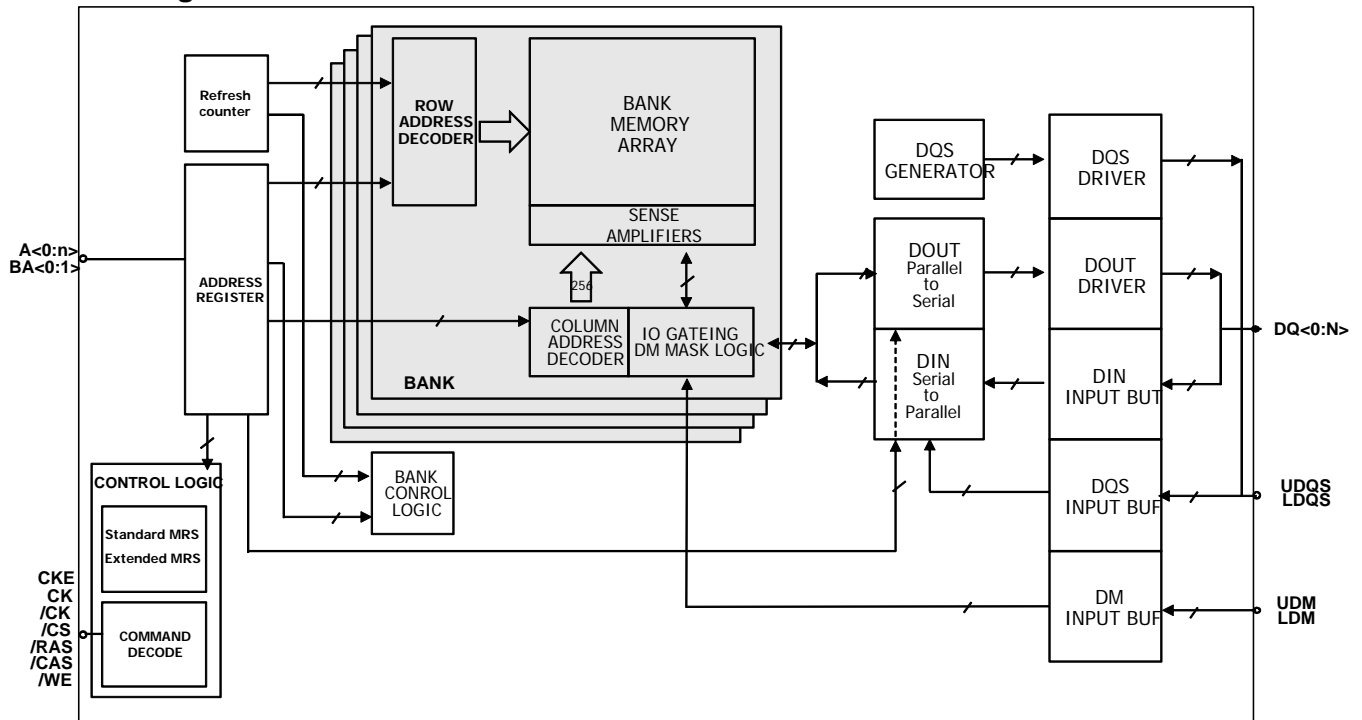 Refresh
counter
ROW
ADDRESS
DECODER
BANK
MEMORY
ARRAY
SENSE
AMPLIFIERS
DQS
GENERATOR
DQS
DRIVER
A<0:n>
BA<0:1>
ADDRESS
REGISTER
256
COLUMN
ADDRESS
DECODER
IO GATEING
DM MASK LOGIC
BANK
DOUT
Parallel
to
Serial
DOUT
DRIVER
DIN
Serial
to
Parallel
DIN
INPUT BUT
DQ<0:N>
CONTROL LOGIC
Standard MRS
Extended MRS
BANK
CONROL
LOGIC
DQS
INPUT BUF
UDQS
LDQS
CKE
CK
/CK
/CS
/RAS
/CAS
/WE
COMMAND
DECODE
DM
INPUT BUF
UDM
LDM